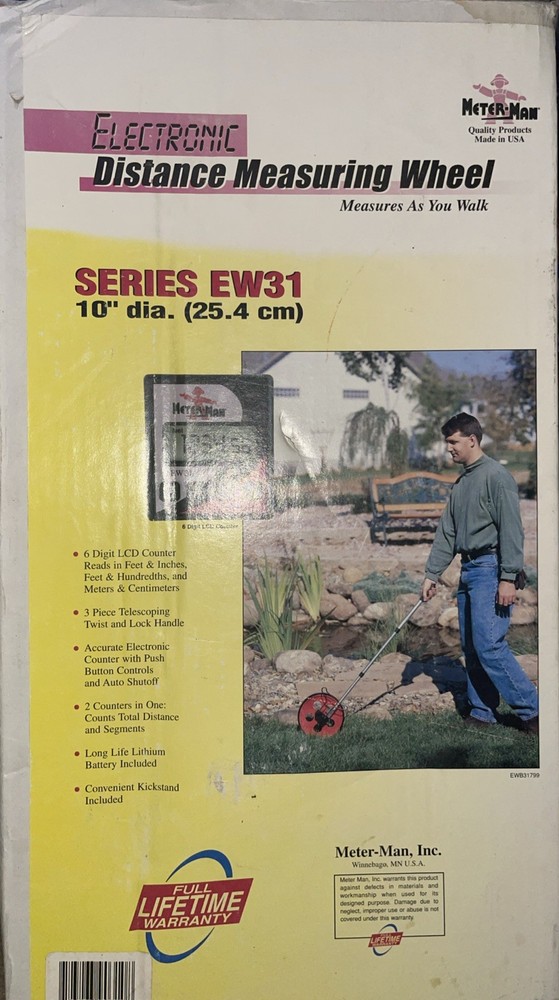 METER-MAN
Quality Products
Made in USA
ELECTRONIC
Distance Measuring Wheel
Measures As You Walk
SERIES EW31
10" dia. (25.4 cm)
METER-MAN
6 Digit LCD Counter
• 6 Digit LCD Counter
Reads in Feet & Inches,
Feet & Hundredths, and
Meters & Centimeters
• 3 Piece Telescoping
Twist and Lock Handle
• Accurate Electronic
Counter with Push
Button Controls
and Auto Shutoff
• 2 Counters in One:
Counts Total Distance
and Segments
• Long Life Lithium
Battery Included
• Convenient Kickstand
Included
EWB31799
FULL
LIFETIME
WARRANTY
Meter-Man, Inc.
Winnebago, MN U.S.A.
Meter Man, Inc. warrants this product
against defects in materials and
workmanship when used for its
designed purpose. Damage due to
neglect, improper use or abuse is not
covered under this warranty.
LIFETIME